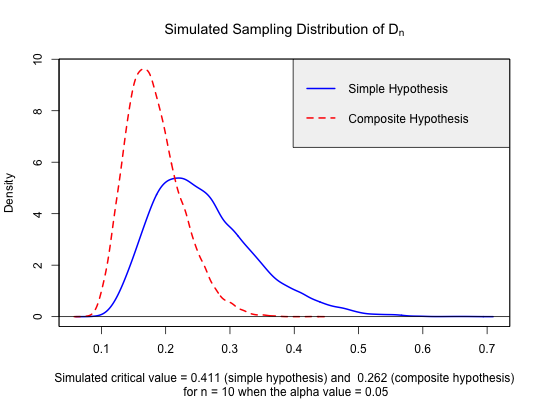 Simulated Sampling Distribution of Dn
Simple Hypothesis
Composite Hypothesis
Density
10
8
6
4
2
0
0.1 0.2 0.3 0.4 0.5 0.6 0.7
Simulated critical value = 0.411 (simple hypothesis) and 0.262 (composite hypothesis)
for n = 10 when the alpha value = 0.05